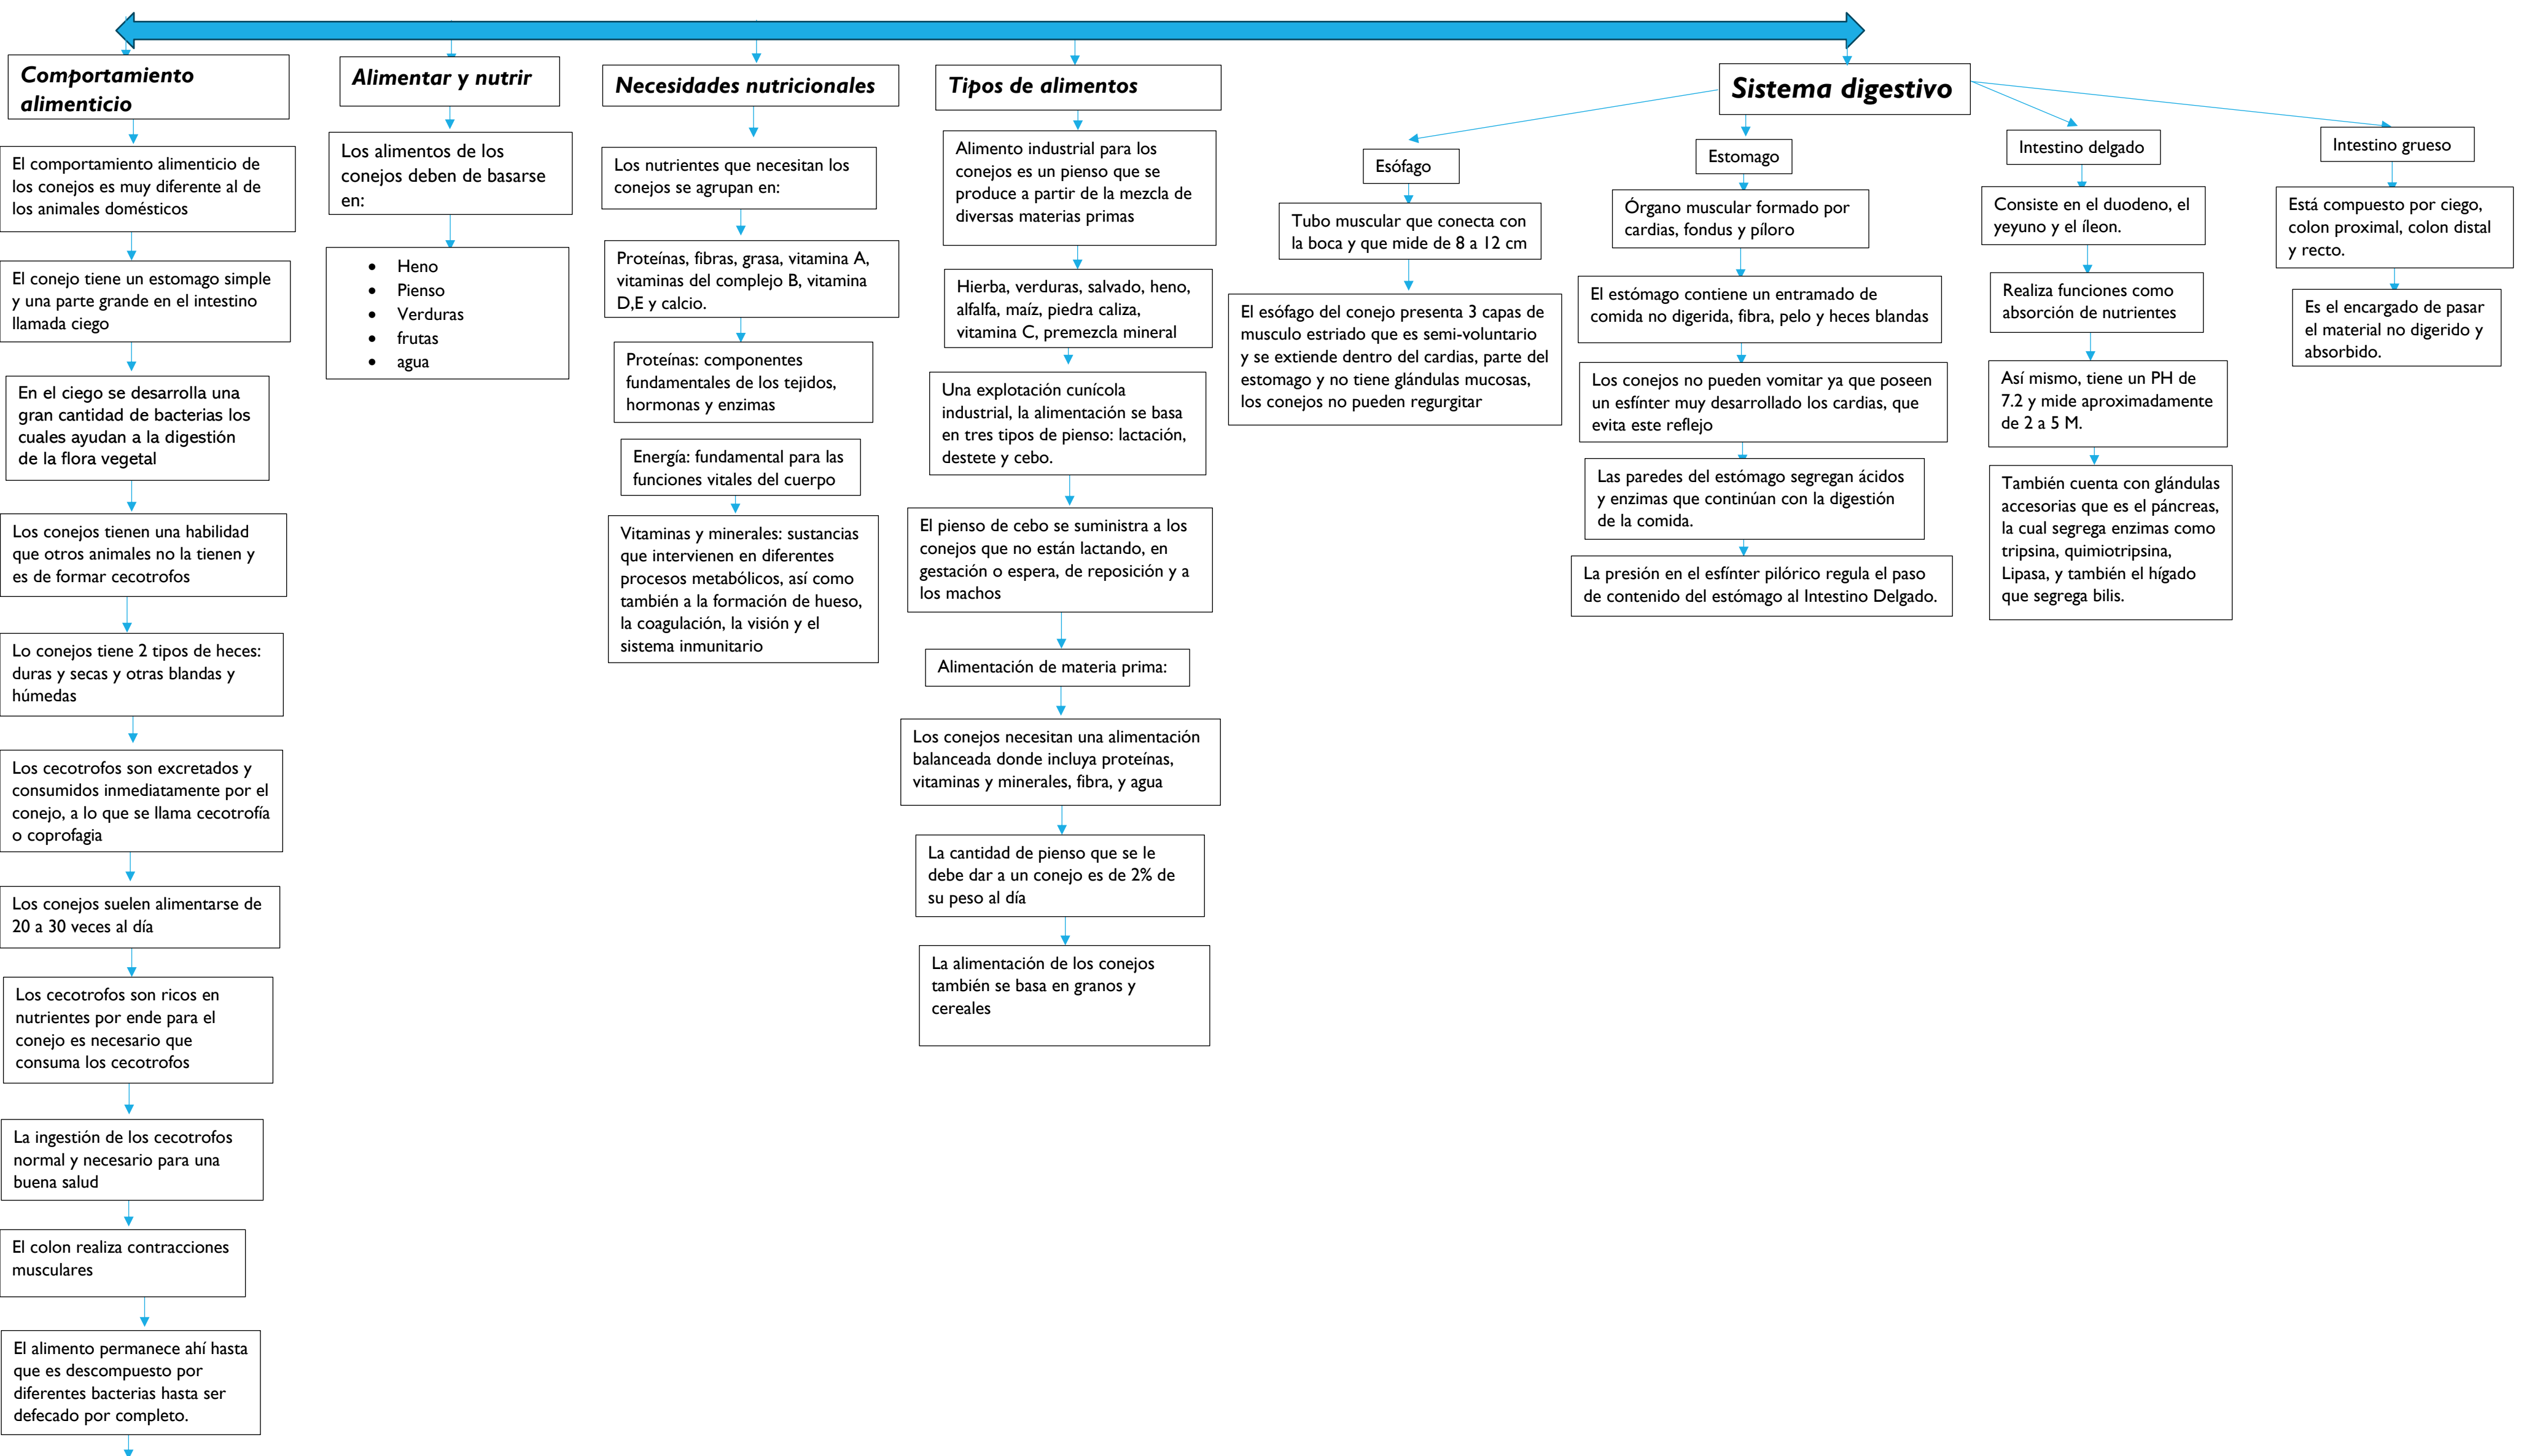 Comportamiento
alimenticio
El comportamiento alimenticio de
los conejos es muy diferente al de
los animales domésticos
El conejo tiene un estomago simple
y una parte grande en el intestino
llamada ciego
En el ciego se desarrolla una
gran cantidad de bacterias los
cuales ayudan a la digestión
de la flora vegetal
Los conejos tienen una habilidad
que otros animales no la tienen y
es de formar cecotrofos
Lo conejos tiene 2 tipos de heces:
duras y secas y otras blandas y
húmedas
Los cecotrofos son excretados y
consumidos inmediatamente por el
conejo, a lo que se llama cecotrofía
o coprofagia
Los conejos suelen alimentarse de
20 a 30 veces al día
Los cecotrofos son ricos en
nutrientes por ende para el
conejo es necesario que
consuma los cecotrofos
La ingestión de los cecotrofos
normal y necesario para una
buena salud
El colon realiza contracciones
musculares
El alimento permanece ahí hasta
que es descompuesto por
diferentes bacterias hasta ser
defecado por completo.
Alimentar y nutrir
Los alimentos de los
conejos deben de basarse
en:
• Heno
• Pienso
• Verduras
• frutas
• agua
Necesidades nutricionales
Los nutrientes que necesitan los
conejos se agrupan en:
Proteínas, fibras, grasa, vitamina A,
vitaminas del complejo B, vitamina
D,E y calcio.
Proteínas: componentes
fundamentales de los tejidos,
hormonas y enzimas
Energía: fundamental para las
funciones vitales del cuerpo
Vitaminas y minerales: sustancias
que intervienen en diferentes
procesos metabólicos, así como
también a la formación de hueso,
la coagulación, la visión y el
sistema inmunitario
Tipos de alimentos
Alimento industrial para los
conejos es un pienso que se
produce a partir de la mezcla de
diversas materias primas
Hierba, verduras, salvado, heno,
alfalfa, maíz, piedra caliza,
vitamina C, premezcla mineral
Una explotación cunícola
industrial, la alimentación se basa
en tres tipos de pienso: lactación,
destete y cebo.
El pienso de cebo se suministra a los
conejos que no están lactando, en
gestación o espera, de reposición y a
los machos
Alimentación de materia prima:
Los conejos necesitan una alimentación
balanceada donde incluya proteínas,
vitaminas y minerales, fibra, y agua
La cantidad de pienso que se le
debe dar a un conejo es de 2% de
su peso al día
La alimentación de los conejos
también se basa en granos y
cereales
Sistema digestivo
Esófago
Tubo muscular que conecta con
la boca y que mide de 8 a 12 cm
El esófago del conejo presenta 3 capas de
musculo estriado que es semi-voluntario
y se extiende dentro del cardias, parte del
estomago y no tiene glándulas mucosas,
los conejos no pueden regurgitar
Estomago
Órgano muscular formado por
cardias, fondus y píloro
El estómago contiene un entramado de
comida no digerida, fibra, pelo y heces blandas
Los conejos no pueden vomitar ya que poseen
un esfínter muy desarrollado los cardias, que
evita este reflejo
Las paredes del estómago segregan ácidos
y enzimas que continúan con la digestión
de la comida.
La presión en el esfínter pilórico regula el paso
de contenido del estómago al Intestino Delgado.
Intestino delgado
Consiste en el duodeno, el
yeyuno y el íleon.
Realiza funciones como
absorción de nutrientes
Así mismo, tiene un PH de
7.2 y mide aproximadamente
de 2 a 5 M.
También cuenta con glándulas
accesorias que es el páncreas,
la cual segrega enzimas como
tripsina, quimiotripsina,
Lipasa, y también el hígado
que segrega bilis.
Intestino grueso
Está compuesto por ciego,
colon proximal, colon distal
y recto.
Es el encargado de pasar
el material no digerido y
absorbido.